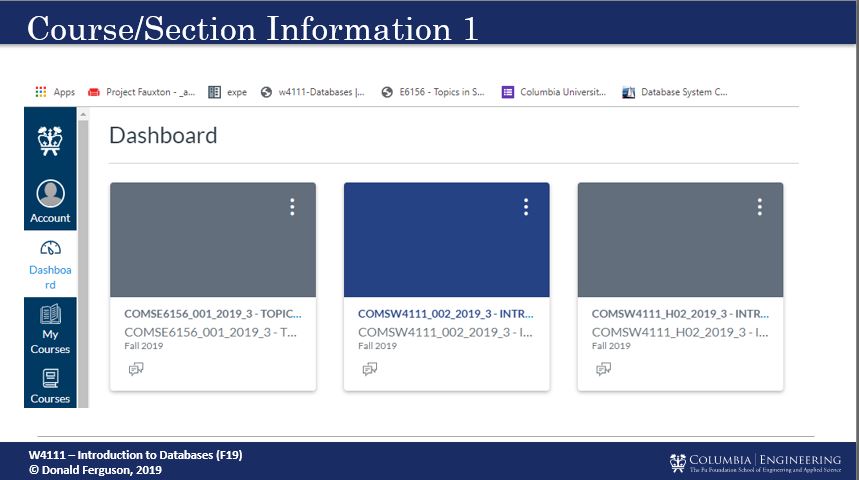 Course/Section Information 1
Apps Project Fauxton - _a... expe w4111-Databases |... E6156 - Topics in S... Columbia Universit... Database System C...
Dashboard
Account
Dashboa
rd
My
Courses
Courses
COMSE6156_001_2019_3 - TOPIC...
COMSE6156_001_2019_3 - T...
Fall 2019
COMSW4111_002_2019_3 - INTR...
COMSW4111_002_2019_3 - I...
Fall 2019
COMSW4111_H02_2019_3 - INTR...
COMSW4111_H02_2019_3 - I...
Fall 2019
W4111 – Introduction to Databases (F19)
© Donald Ferguson, 2019
COLUMBIA | ENGINEERING
The Fu Foundation School of Engineering and Applied Science